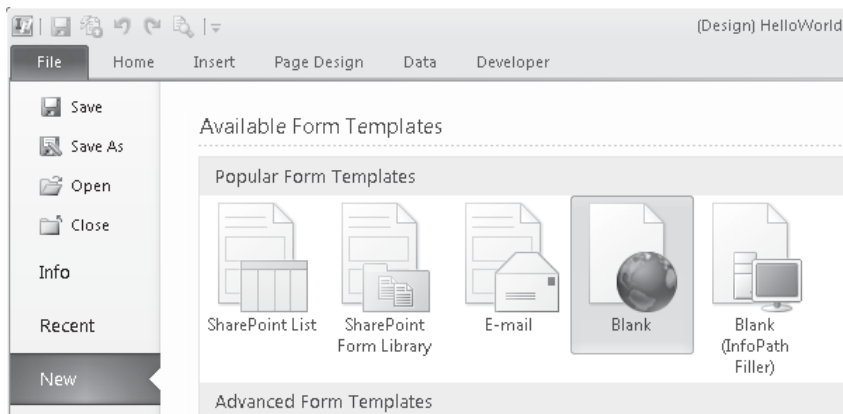 (Design) HelloWorld
File Home Insert Page Design Data Developer
Save
Save As
Open
Close
Info
Recent
New
Available Form Templates
Popular Form Templates
SharePoint List
SharePoint
Form Library
E-mail
Blank
Blank
(InfoPath
Filler)
Advanced Form Templates